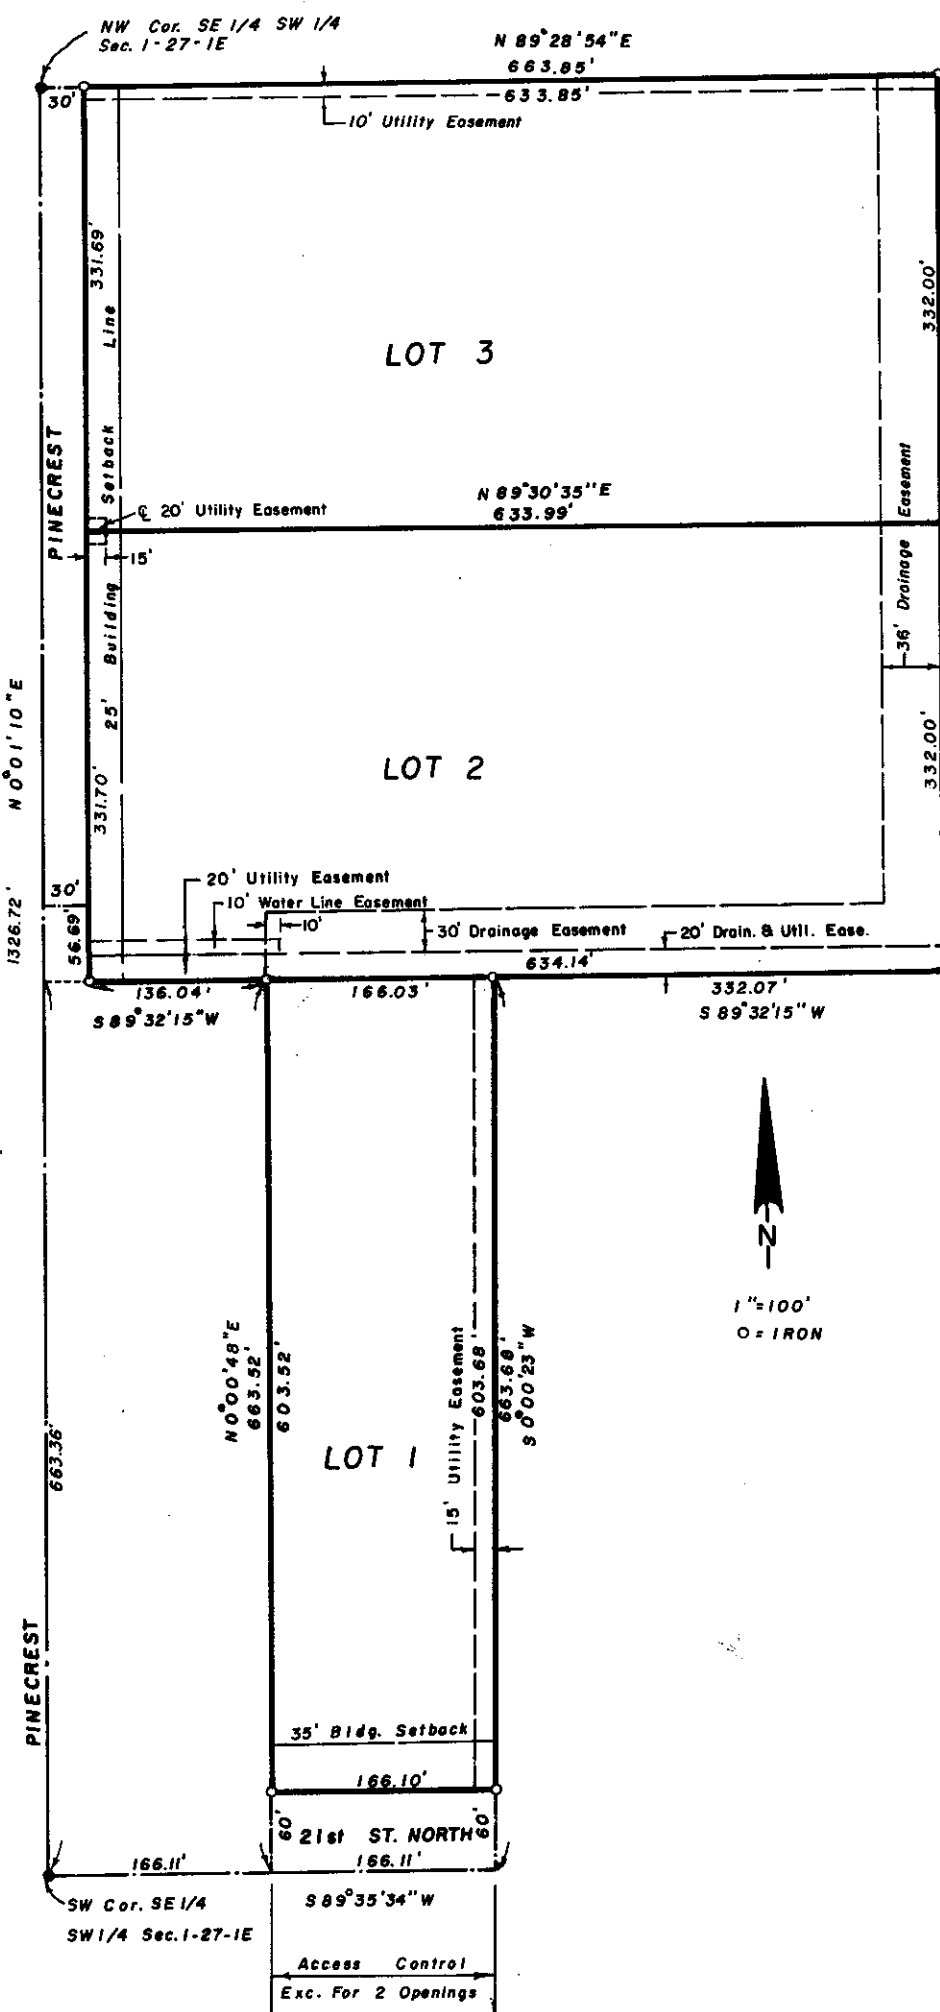 NW Cor. SE 1/4 SW 1/4
Sec. 1-27-1E
N 89°28'54"E
663.85'
30'
633.85'
10' Utility Easement
331.69'
332.00'
LOT 3
PINECREST
25' Building Setback Line
36' Drainage Easement
N 89°30'35"E
633.99'
℄ 20' Utility Easement
15'
N 0°01'10"E
1326.72'
LOT 2
331.70'
332.00'
20' Utility Easement
30'
10' Water Line Easement
10'
56.69'
30' Drainage Easement
20' Drain. & Util. Ease.
634.14'
136.04'
166.03'
332.07'
S 89°32'15"W
S 89°32'15"W
N
1"=100'
O = IRON
N 0°00'48"E
663.52'
603.52'
15' Utility Easement
603.68'
663.68'
S 0°00'23"W
LOT 1
663.36'
PINECREST
35' Bldg. Setback
166.10'
60'
21st ST. NORTH
60'
166.11'
166.11'
SW Cor. SE 1/4
SW 1/4 Sec. 1-27-1E
S 89°35'34"W
Access Control
Exc. For 2 Openings